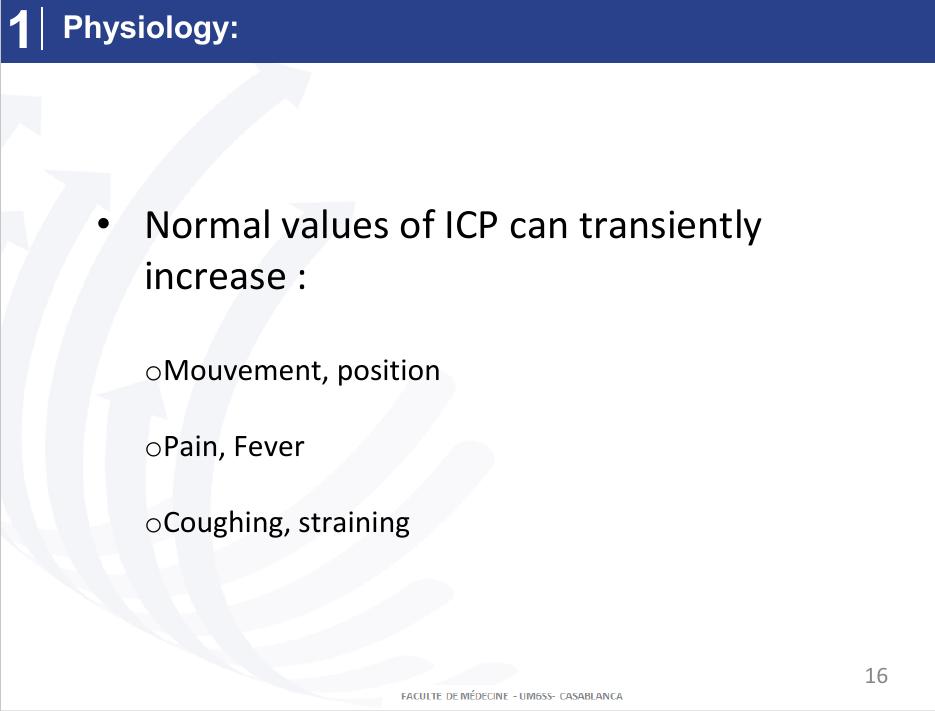 1 Physiology:
• Normal values of ICP can transiently
increase :
oMouvement, position
oPain, Fever
oCoughing, straining
16
FACULTE DE MÉDECINE - UM6SS- CASABLANCA